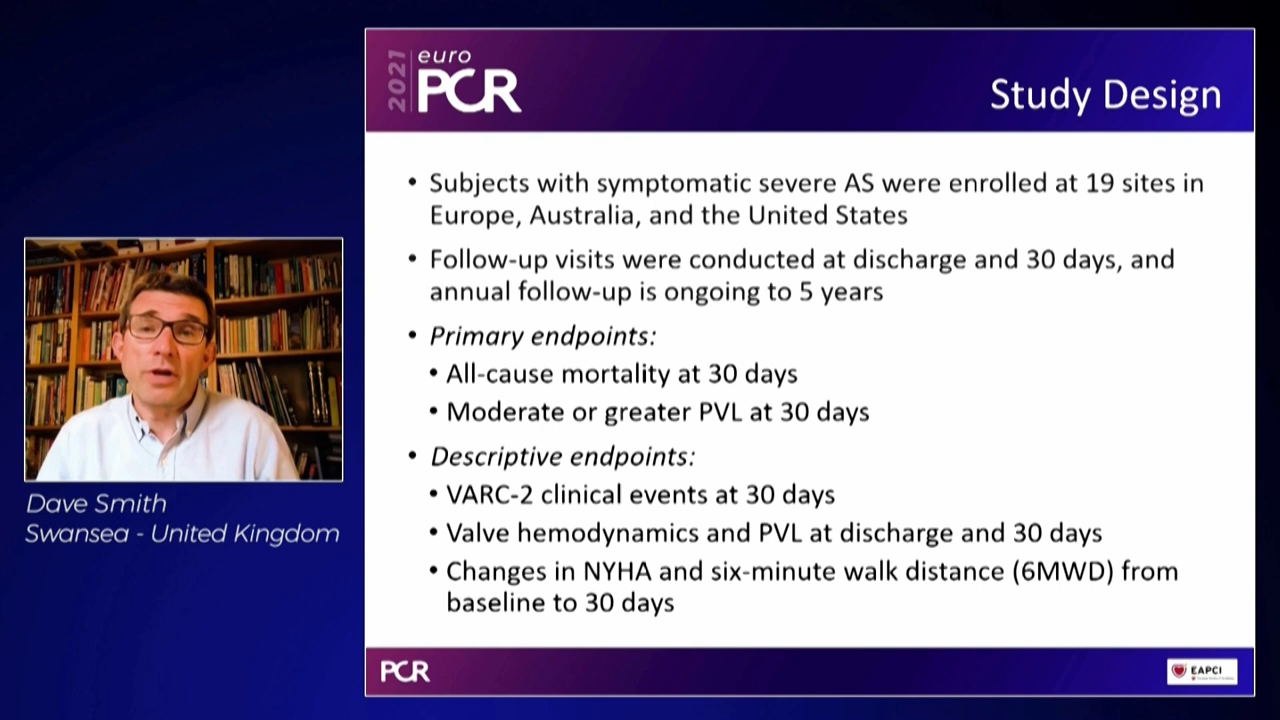 2021
euro
PCR
Study Design
• Subjects with symptomatic severe AS were enrolled at 19 sites in
Europe, Australia, and the United States
• Follow-up visits were conducted at discharge and 30 days, and
annual follow-up is ongoing to 5 years
• Primary endpoints:
• All-cause mortality at 30 days
• Moderate or greater PVL at 30 days
• Descriptive endpoints:
• VARC-2 clinical events at 30 days
• Valve hemodynamics and PVL at discharge and 30 days
• Changes in NYHA and six-minute walk distance (6MWD) from
baseline to 30 days
Dave Smith
Swansea - United Kingdom
PCR
EAPCI